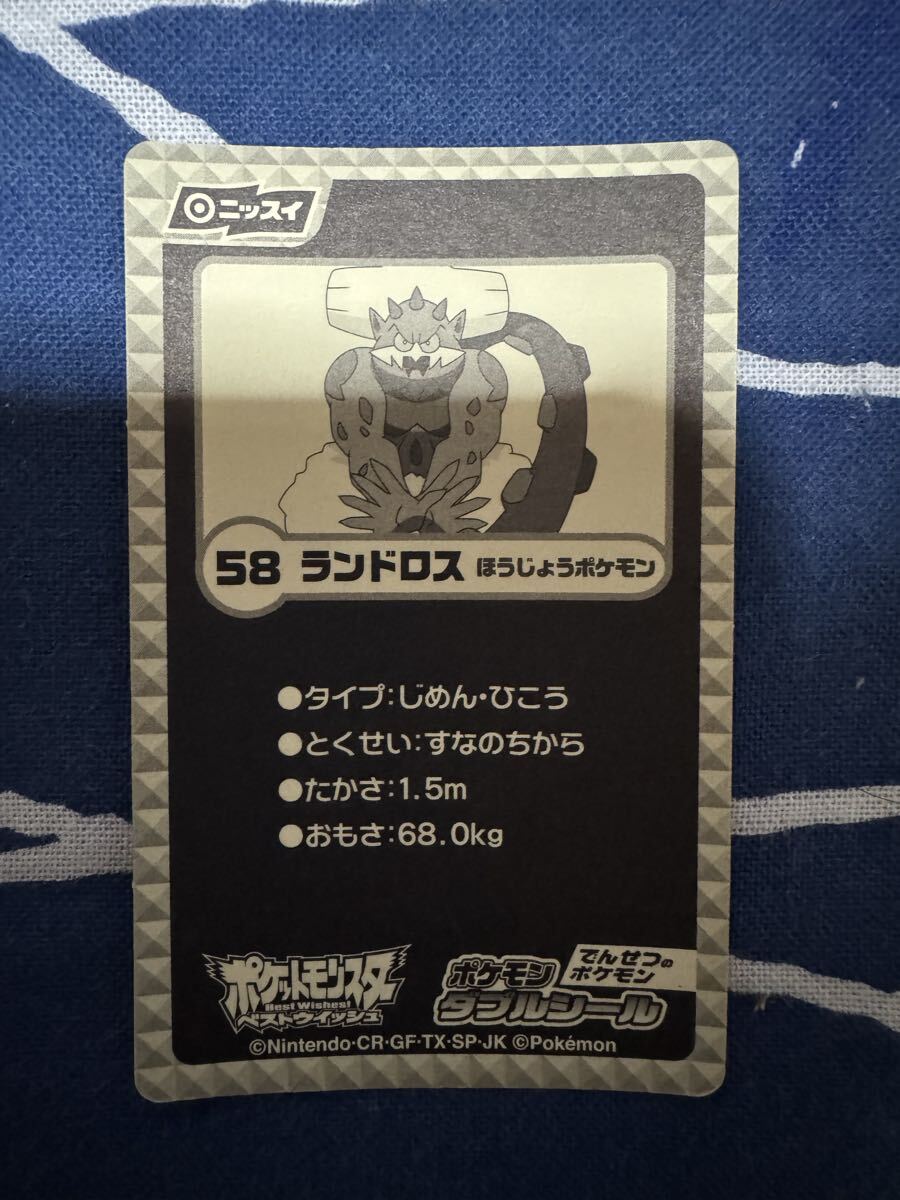 ニッスイ
58 ランドロス ほうじょうポケモン
●タイプ:じめん・ひこう
●とくせい:すなのちから
●たかさ:1.5m
●おもさ:68.0kg
ポケットモンスター
Best Wishes!
ベストウイッシュ
でんせつの
ポケモン
ポケモン
ダブルシール
©Nintendo・CR・GF・TX・SP・JK ©Pokémon